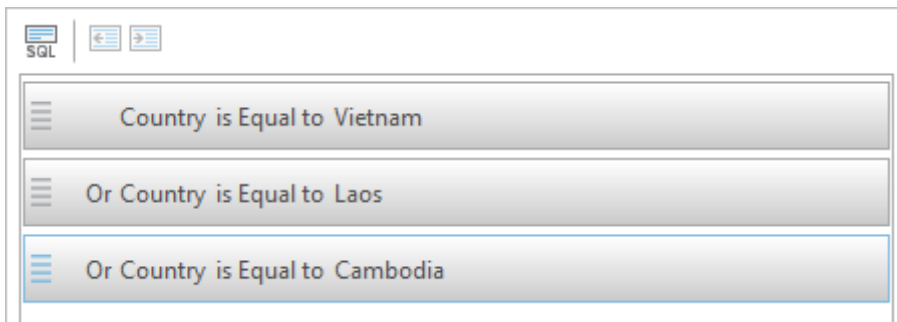 SQL
Country is Equal to Vietnam
Or Country is Equal to Laos
Or Country is Equal to Cambodia